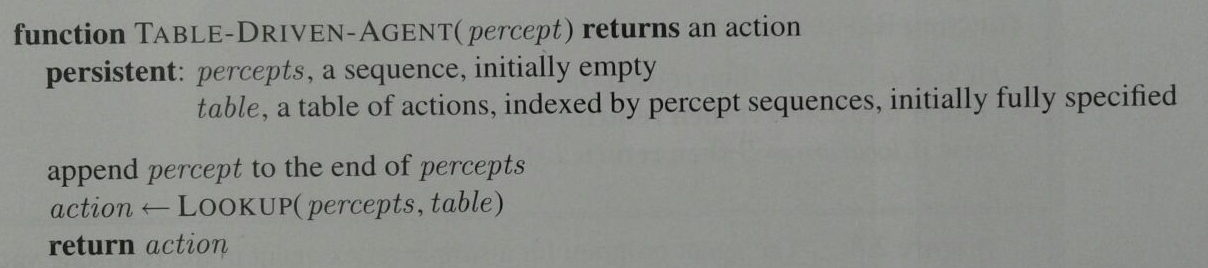 function TABLE-DRIVEN-AGENT(percept) returns an action
persistent: percepts, a sequence, initially empty
table, a table of actions, indexed by percept sequences, initially fully specified
append percept to the end of percepts
action ← LOOKUP(percepts, table)
return action